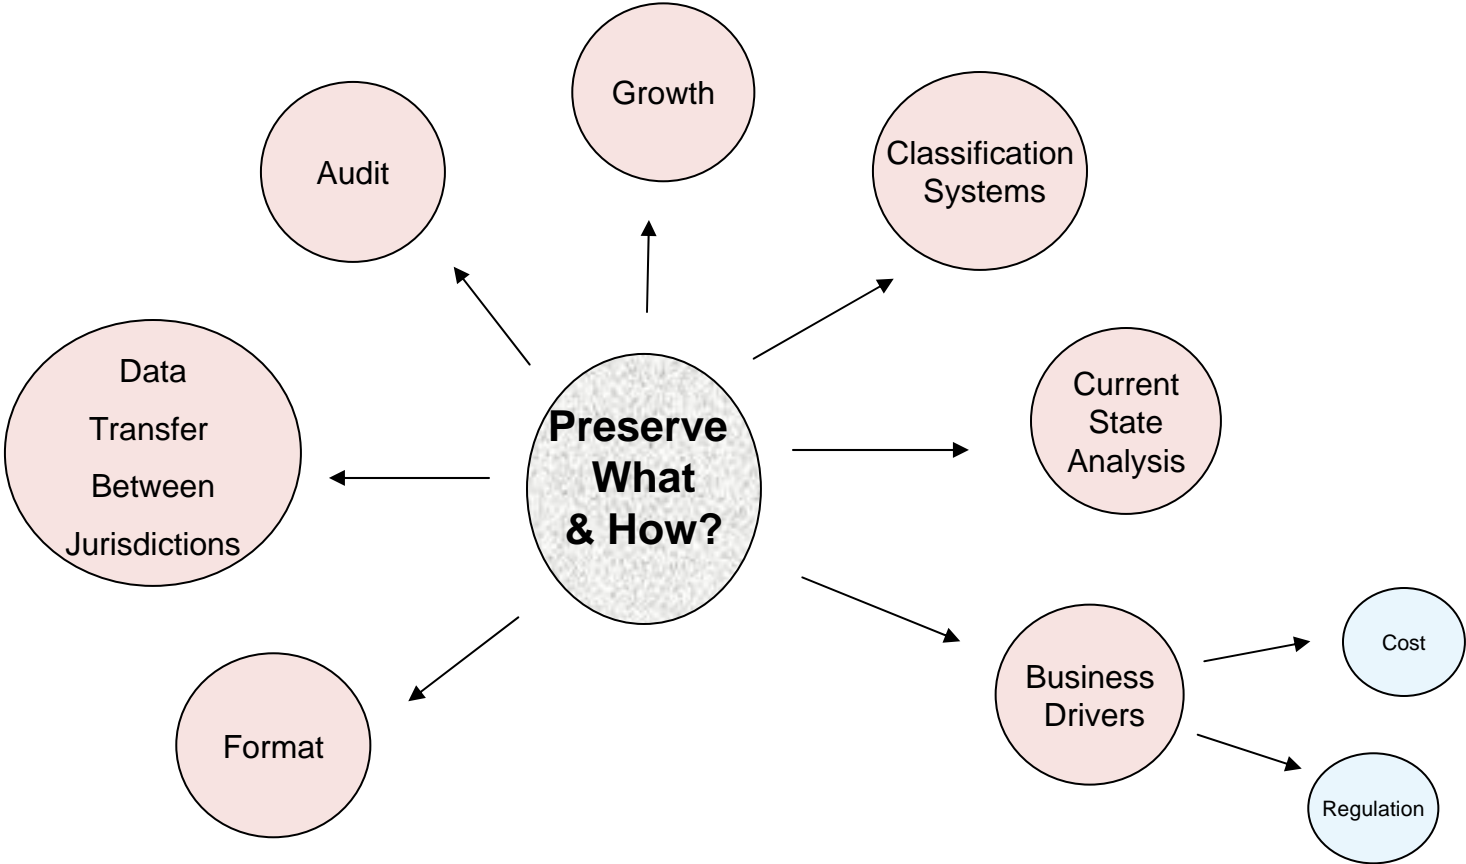 Growth
Audit
Classification
Systems
Data
Transfer
Between
Jurisdictions
Preserve
What
& How?
Current
State
Analysis
Business
Drivers
Cost
Regulation
Format